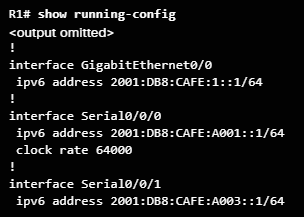 R1# show running-config
<output omitted>
!
interface GigabitEthernet0/0
ipv6 address 2001:DB8:CAFE:1::1/64
!
interface Serial0/0/0
ipv6 address 2001:DB8:CAFE:A001::1/64
clock rate 64000
!
interface Serial0/0/1
ipv6 address 2001:DB8:CAFE:A003::1/64